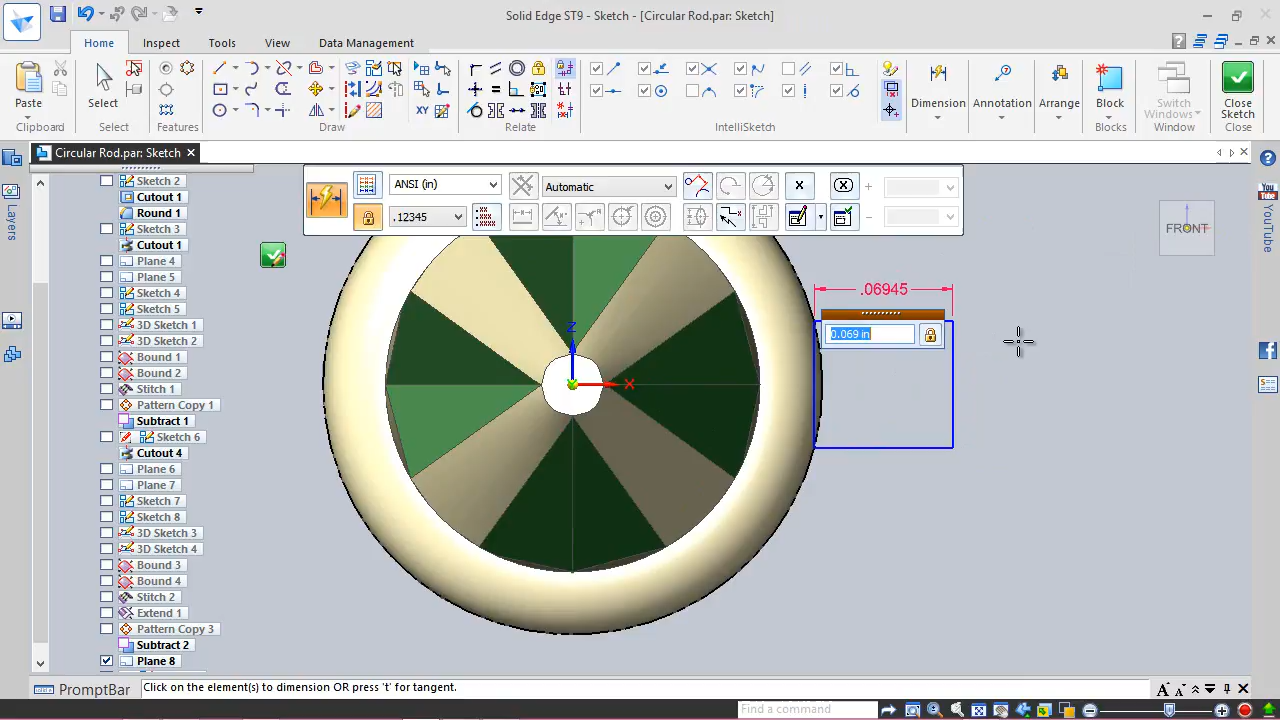 Solid Edge ST9 - Sketch - [Circular Rod.par: Sketch]
Home
Inspect
Tools
View
Data Management
Paste
Select
Dimension
Annotation
Arrange
Block
Switch
Windows
Close
Sketch
Clipboard
Select
Features
Draw
Relate
IntelliSketch
Blocks
Window
Close
Circular Rod.par: Sketch
ANSI (in)
Automatic
.12345
Layers
YouTube
Sketch 2
Cutout 1
Round 1
Sketch 3
Cutout 1
Plane 4
Plane 5
Sketch 4
Sketch 5
3D Sketch 1
3D Sketch 2
Bound 1
Bound 2
Stitch 1
Pattern Copy 1
Subtract 1
Sketch 6
Cutout 4
Plane 6
Plane 7
Sketch 7
Sketch 8
3D Sketch 3
3D Sketch 4
Bound 3
Bound 4
Stitch 2
Extend 1
Pattern Copy 3
Subtract 2
Plane 8
FRONT
.06945
0.069 in
Z
X
PromptBar
Click on the element(s) to dimension OR press 't' for tangent.
Find a command